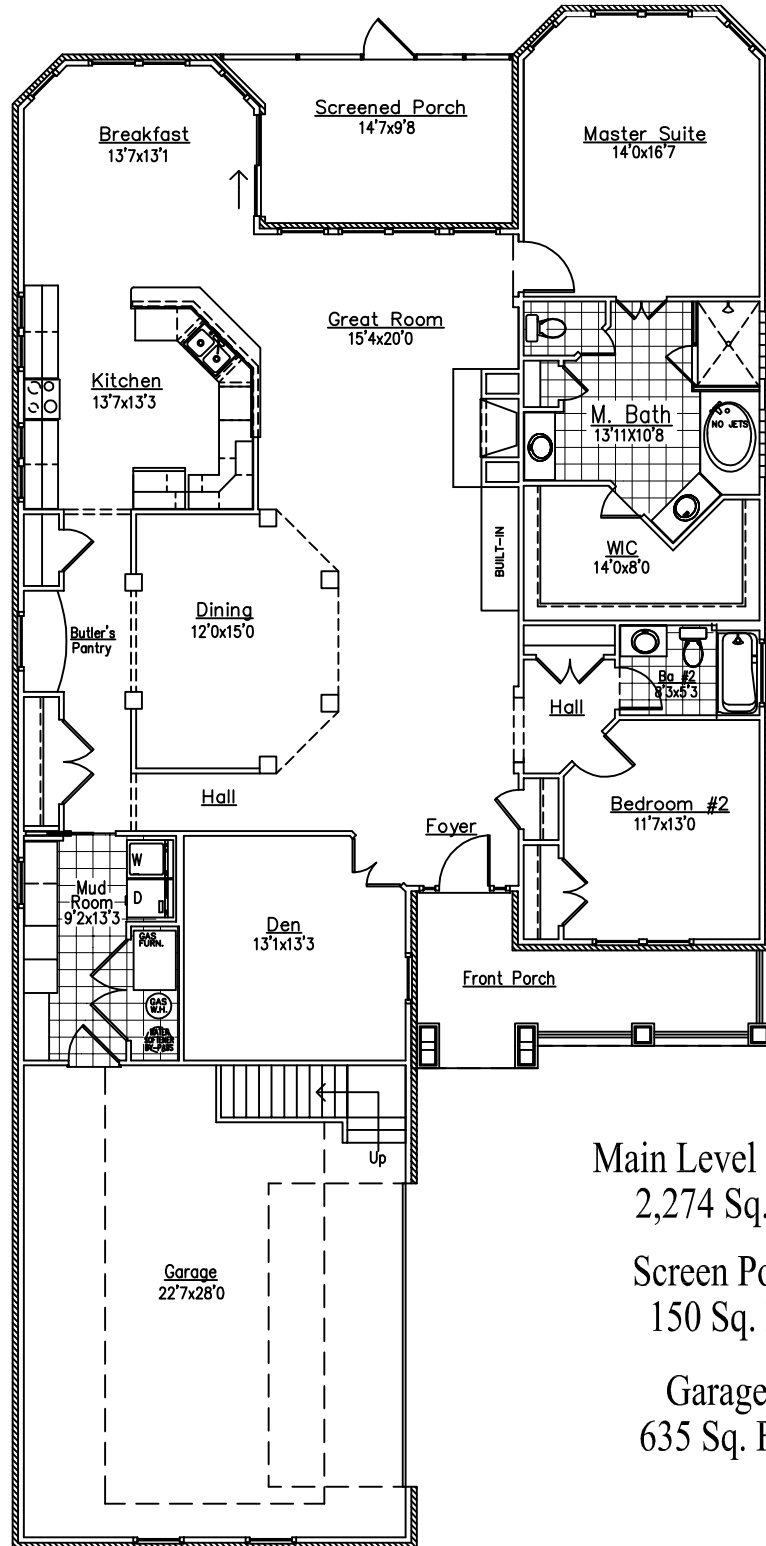 Screened Porch
14'7x9'8
Breakfast
13'7x13'1
Master Suite
14'0x16'7
Great Room
15'4x20'0
Kitchen
13'7x13'3
M. Bath
13'11X10'8
NO JETS
BUILT-IN
WIC
14'0x8'0
Dining
12'0x15'0
Butler's
Pantry
Ba #2
8'3x5'3
Hall
Hall
Bedroom #2
11'7x13'0
Foyer
W
D
Mud
Room
9'2x13'3
Den
13'1x13'3
GAS
FURN.
GAS
W.H.
WATER
SOFTENER
BY-PASS
Front Porch
Up
Main Level
2,274 Sq.
Screen Po
150 Sq.
Garage
635 Sq. F
Garage
22'7x28'0